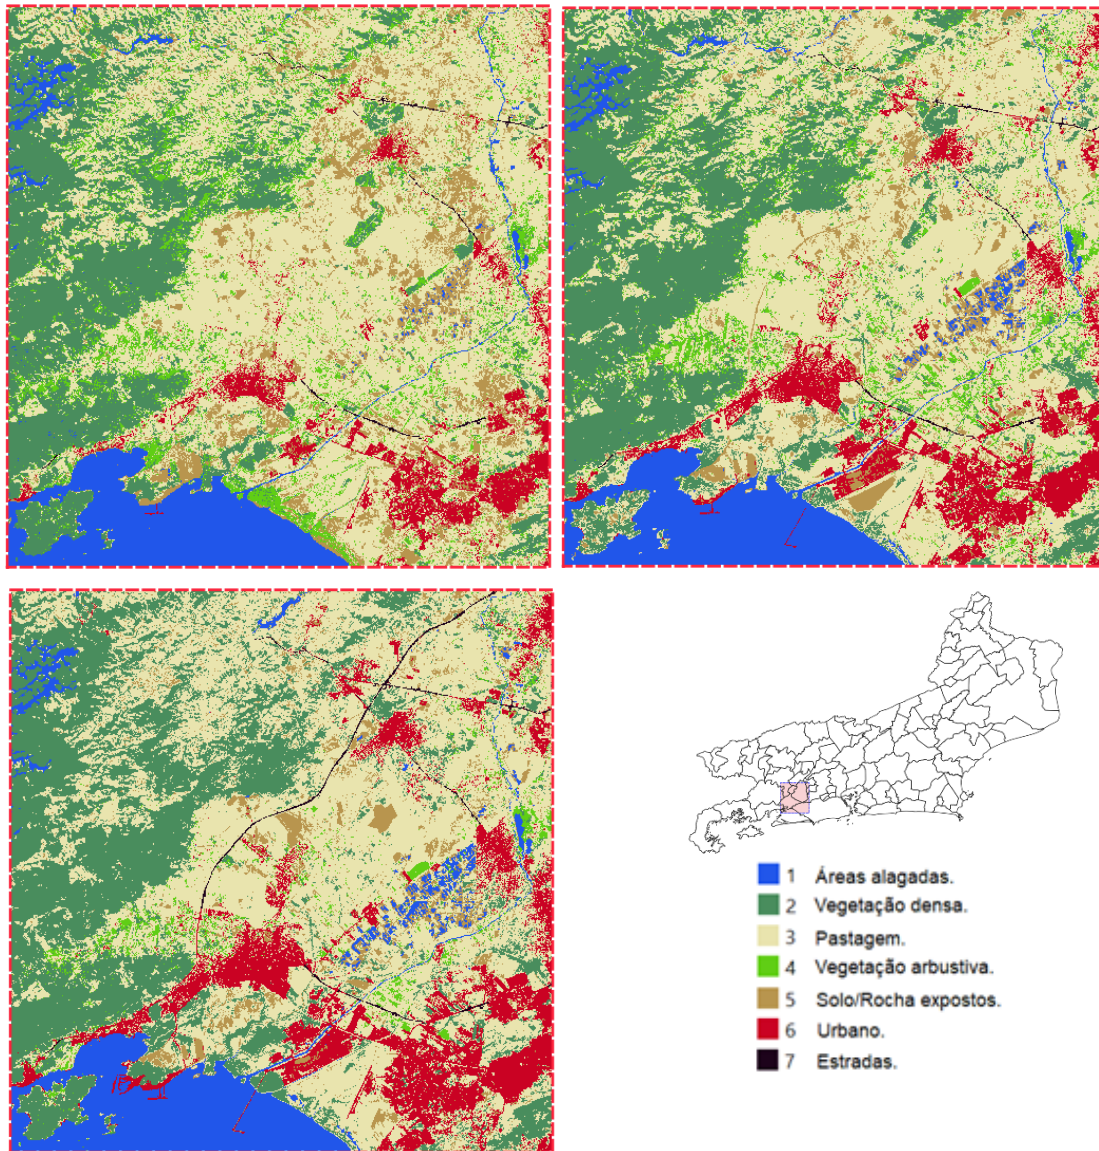 1 Áreas alagadas.
2 Vegetação densa.
3 Pastagem.
4 Vegetação arbustiva.
5 Solo/Rocha expostos.
6 Urbano.
7 Estradas.